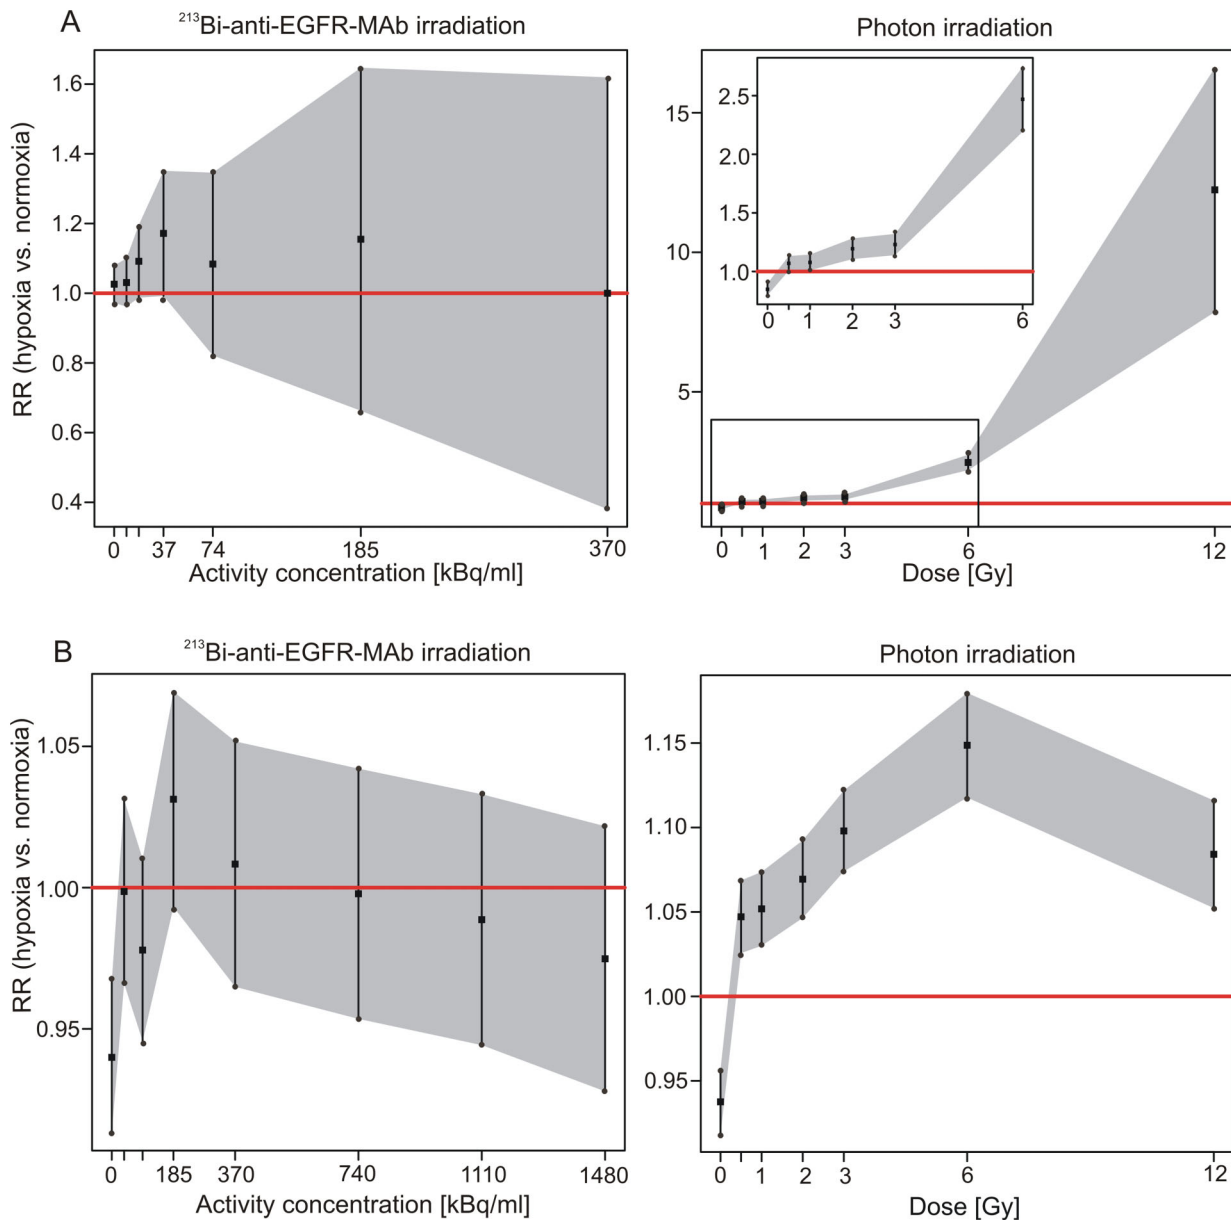 A
²¹³Bi-anti-EGFR-MAb irradiation
Photon irradiation
RR (hypoxia vs. normoxia)
1.6
1.4
1.2
1.0
0.8
0.6
0.4
0 37 74 185 370
Activity concentration [kBq/ml]
15
10
5
2.5
2.0
1.5
1.0
0 1 2 3 6
0 1 2 3 6 12
Dose [Gy]
B
²¹³Bi-anti-EGFR-MAb irradiation
Photon irradiation
RR (hypoxia vs. normoxia)
1.05
1.00
0.95
0 185 370 740 1110 1480
Activity concentration [kBq/ml]
1.15
1.10
1.05
1.00
0.95
0 1 2 3 6 12
Dose [Gy]